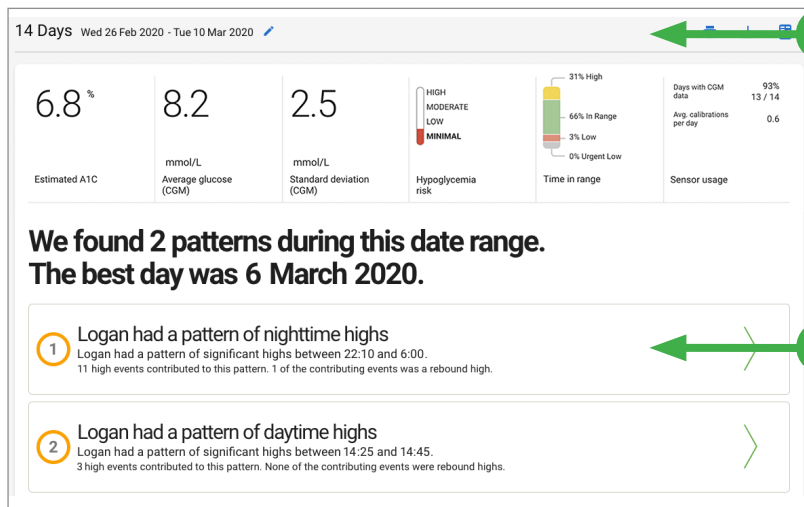 14 Days Wed 26 Feb 2020 - Tue 10 Mar 2020
6.8 %
Estimated A1C
8.2
mmol/L
Average glucose
(CGM)
2.5
mmol/L
Standard deviation
(CGM)
HIGH
MODERATE
LOW
MINIMAL
Hypoglycemia
risk
31% High
66% In Range
3% Low
0% Urgent Low
Time in range
Days with CGM
data
93%
13 / 14
Avg. calibrations
per day
0.6
Sensor usage
We found 2 patterns during this date range.
The best day was 6 March 2020.
1
Logan had a pattern of nighttime highs
Logan had a pattern of significant highs between 22:10 and 6:00.
11 high events contributed to this pattern. 1 of the contributing events was a rebound high.
2
Logan had a pattern of daytime highs
Logan had a pattern of significant highs between 14:25 and 14:45.
3 high events contributed to this pattern. None of the contributing events were rebound highs.